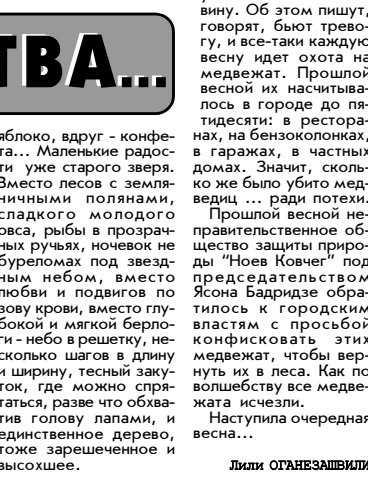 ТВА...
яблоко, вдруг - конфе-
та... Маленькие радос-
ти уже старого зверя.
Вместо лесов с земля-
ничными полянами,
сладкого молодого
овса, рыбы в прозрач-
ных ручьях, ночевок не
буреломах под звезд-
ным небом, вместо
любви и подвигов по
зову крови, вместо глу-
бокой и мягкой берло-
ги - небо в решетку, не-
сколько шагов в длину
и ширину, тесный заку-
ток, где можно спря-
таться, разве что обхва-
тив голову лапами, и
единственное дерево,
тоже зарешеченное и
высохшее.
вину. Об этом пишут,
говорят, бьют трево-
гу, и все-таки каждую
весну идет охота на
медвежат. Прошлой
весной их насчитыва-
лось в городе до пя-
тидесяти: в рестора-
нах, на бензоколонках,
в гаражах, в частных
домах. Значит, сколь-
ко же было убито мед-
ведиц ... ради потехи.
Прошлой весной не-
правительственное об-
щество защиты приро-
ды "Ноев Ковчег" под
председательством
Ясона Бадридзе обра-
тилось к городским
властям с просьбой
конфисковать этих
медвежат, чтобы вер-
нуть их в леса. Как по
волшебству все медве-
жата исчезли.
Наступила очередная
весна...
Лили ОГАНЕЗАШВИЛИ